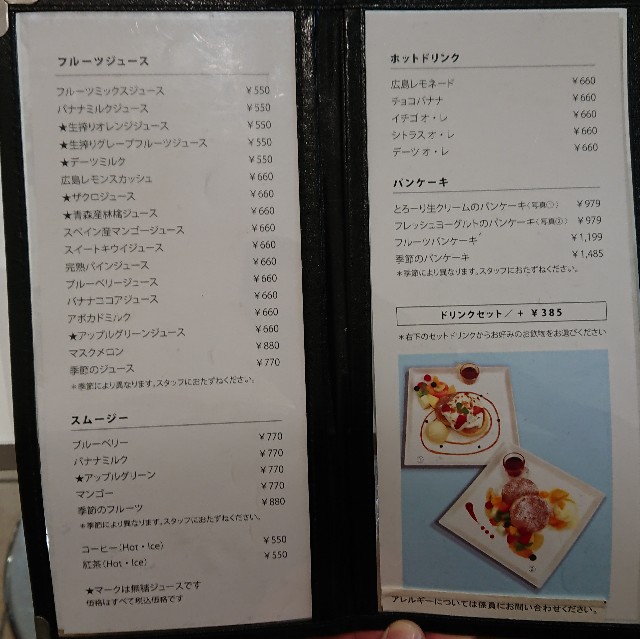 フルーツジュース
フルーツミックスジュース ￥550
バナナミルクジュース ￥550
★生搾りオレンジジュース ￥550
★生搾りグレープフルーツジュース ￥550
★デーツミルク ￥550
広島レモンスカッシュ ￥660
★ザクロジュース ￥660
★青森産林檎ジュース ￥660
スペイン産マンゴージュース ￥660
スイートキウイジュース ￥660
完熟パインジュース ￥660
ブルーベリージュース ￥660
バナナココアジュース ￥660
アボカドミルク ￥660
★アップルグリーンジュース ￥660
マスクメロン ￥880
季節のジュース ￥770
＊季節により異なります。スタッフにおたずねください。
スムージー
ブルーベリー ￥770
バナナミルク ￥770
★アップルグリーン ￥770
マンゴー ￥770
季節のフルーツ ￥880
＊季節により異なります。スタッフにおたずねください。
コーヒー（Hot・Ice） ￥550
紅茶（Hot・Ice） ￥550
★マークは無糖ジュースです
価格はすべて税込価格です
ホットドリンク
広島レモネード ￥660
チョコバナナ ￥660
イチゴ オ・レ ￥660
シトラス オ・レ ￥660
デーツ オ・レ ￥660
パンケーキ
とろーり生クリームのパンケーキ（写真①） ￥979
フレッシュヨーグルトのパンケーキ（写真②） ￥979
フルーツパンケーキ ￥1,199
季節のパンケーキ ￥1,485
＊季節により異なります。スタッフにおたずねください。
ドリンクセット／ + ￥385
＊右下のセットドリンクからお好みのお飲物をお選びください
①
②
アレルギーについては係員にお問い合わせください。